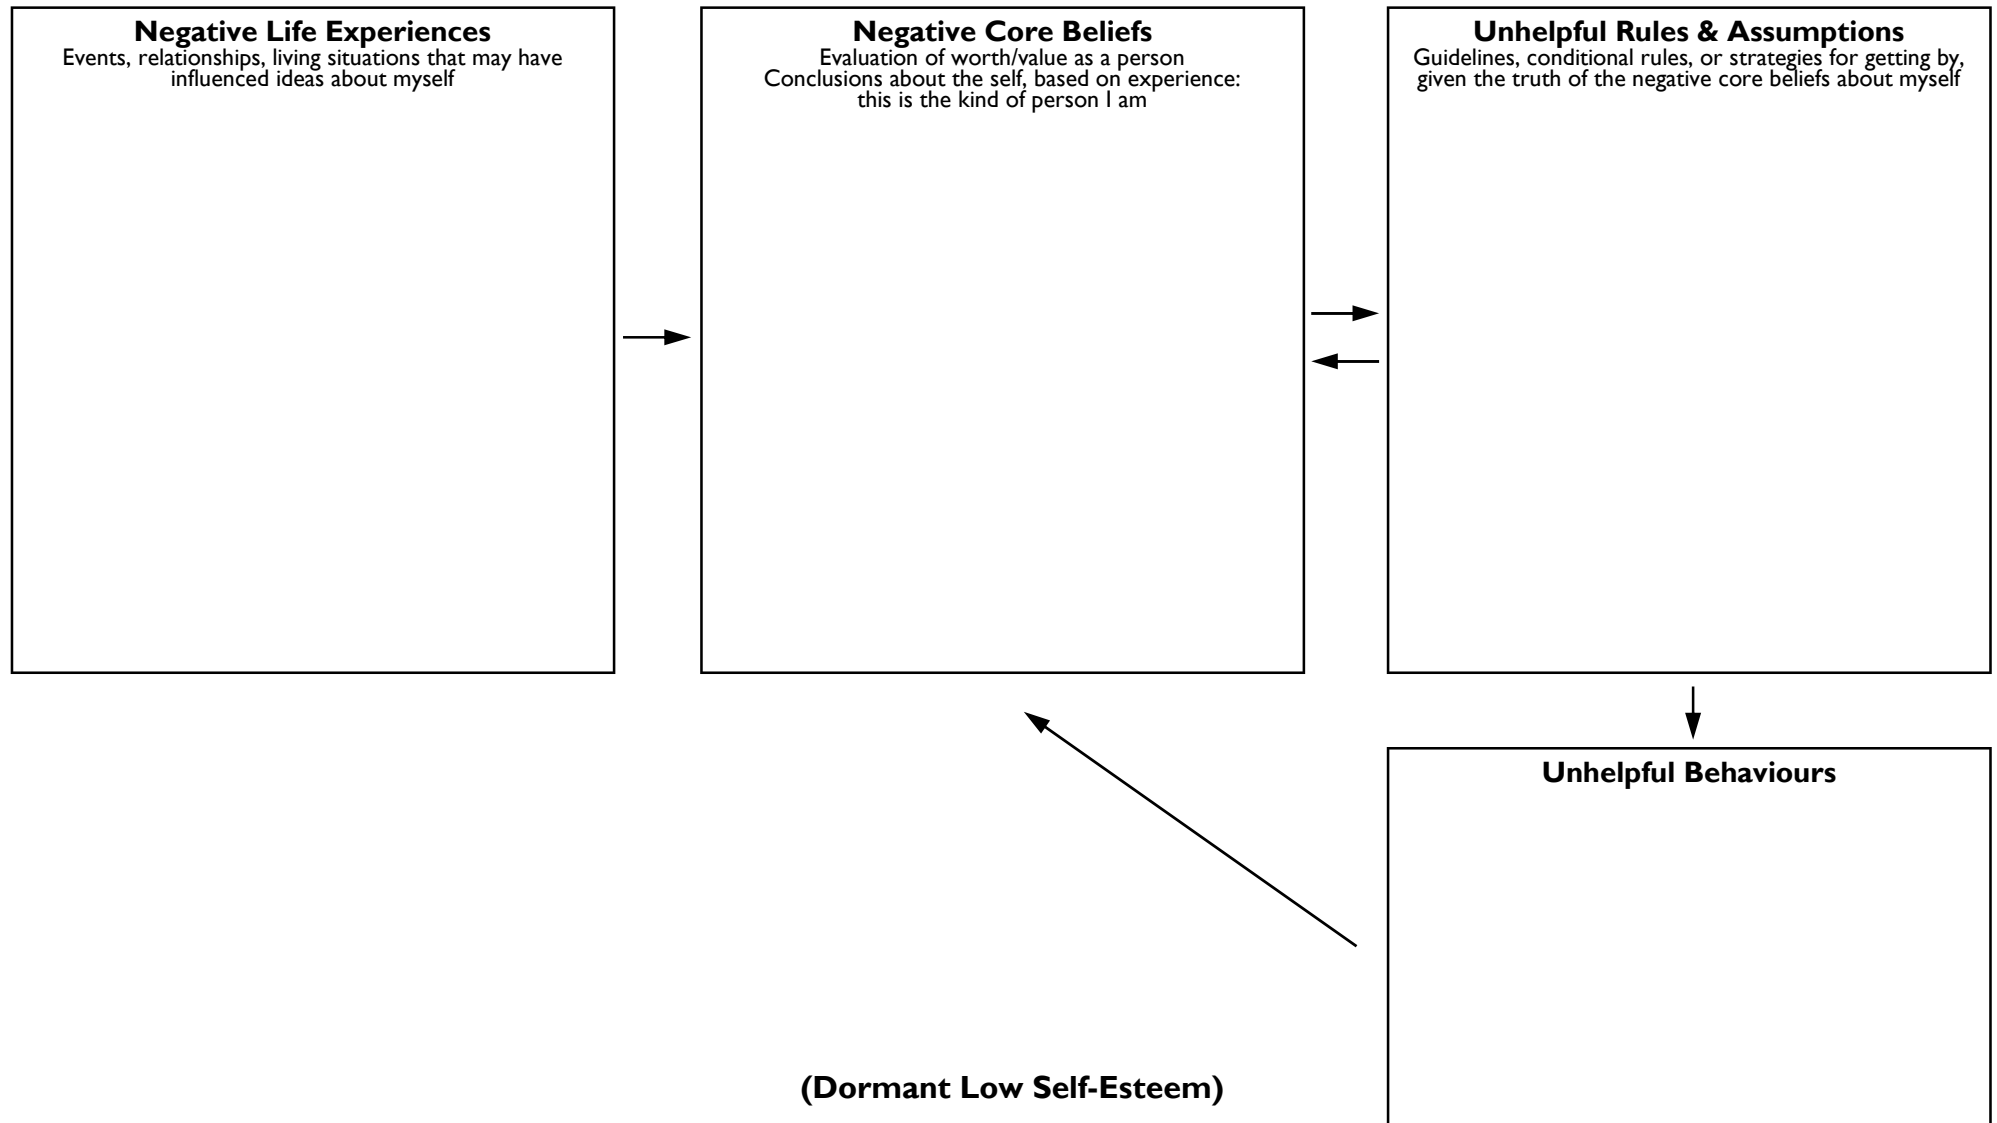 Negative Life Experiences
Events, relationships, living situations that may have
influenced ideas about myself
Negative Core Beliefs
Evaluation of worth/value as a person
Conclusions about the self, based on experience:
this is the kind of person I am
Unhelpful Rules & Assumptions
Guidelines, conditional rules, or strategies for getting by,
given the truth of the negative core beliefs about myself
Unhelpful Behaviours
(Dormant Low Self-Esteem)